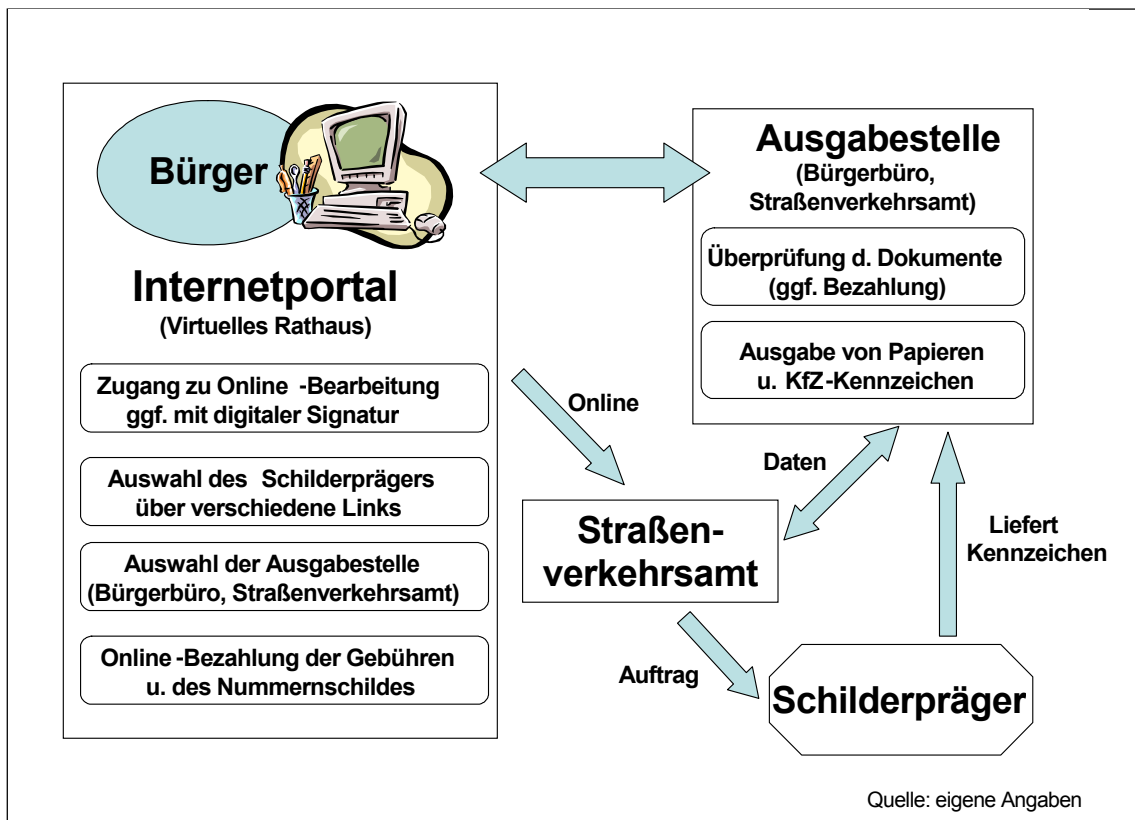 Bürger
Internetportal
(Virtuelles Rathaus)
Zugang zu Online -Bearbeitung
ggf. mit digitaler Signatur
Auswahl des Schilderprägers
über verschiedene Links
Auswahl der Ausgabestelle
(Bürgerbüro, Straßenverkehrsamt)
Online -Bezahlung der Gebühren
u. des Nummernschildes
Ausgabestelle
(Bürgerbüro,
Straßenverkehrsamt)
Überprüfung d. Dokumente
(ggf. Bezahlung)
Ausgabe von Papieren
u. KfZ-Kennzeichen
Online
Daten
Straßen-
verkehrsamt
Liefert
Kennzeichen
Auftrag
Schilderpräger
Quelle: eigene Angaben